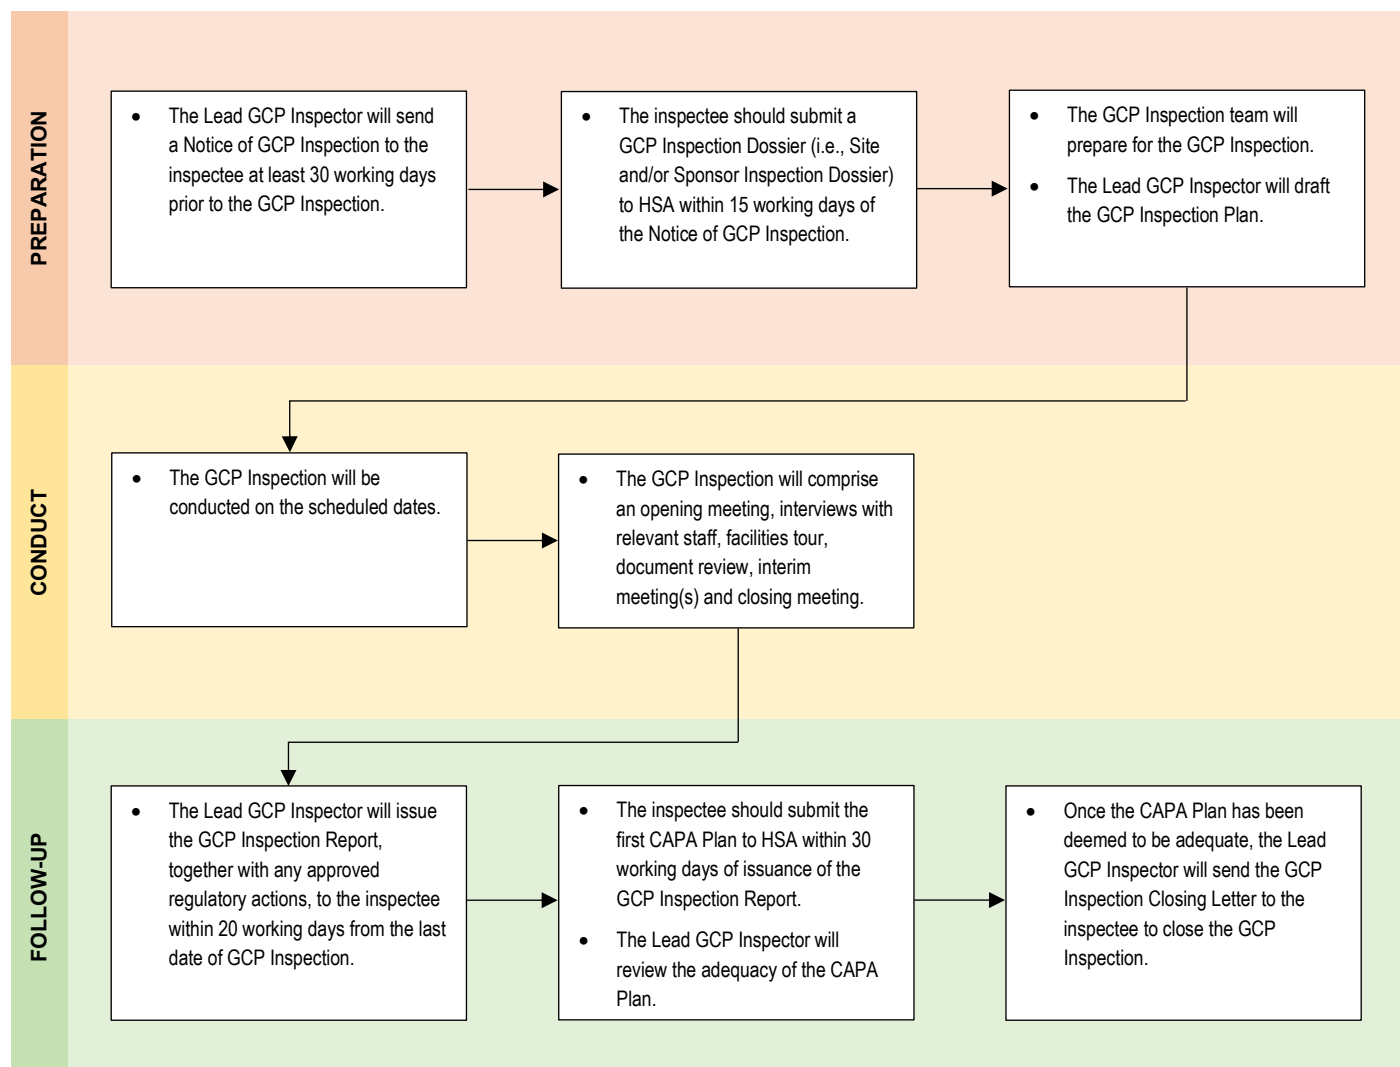 PREPARATION
• The Lead GCP Inspector will send
a Notice of GCP Inspection to the
inspectee at least 30 working days
prior to the GCP Inspection.
• The inspectee should submit a
GCP Inspection Dossier (i.e., Site
and/or Sponsor Inspection Dossier)
to HSA within 15 working days of
the Notice of GCP Inspection.
• The GCP Inspection team will
prepare for the GCP Inspection.
• The Lead GCP Inspector will draft
the GCP Inspection Plan.
CONDUCT
• The GCP Inspection will be
conducted on the scheduled dates.
• The GCP Inspection will comprise
an opening meeting, interviews with
relevant staff, facilities tour,
document review, interim
meeting(s) and closing meeting.
FOLLOW-UP
• The Lead GCP Inspector will issue
the GCP Inspection Report,
together with any approved
regulatory actions, to the inspectee
within 20 working days from the last
date of GCP Inspection.
• The inspectee should submit the
first CAPA Plan to HSA within 30
working days of issuance of the
GCP Inspection Report.
• The Lead GCP Inspector will
review the adequacy of the CAPA
Plan.
• Once the CAPA Plan has been
deemed to be adequate, the Lead
GCP Inspector will send the GCP
Inspection Closing Letter to the
inspectee to close the GCP
Inspection.